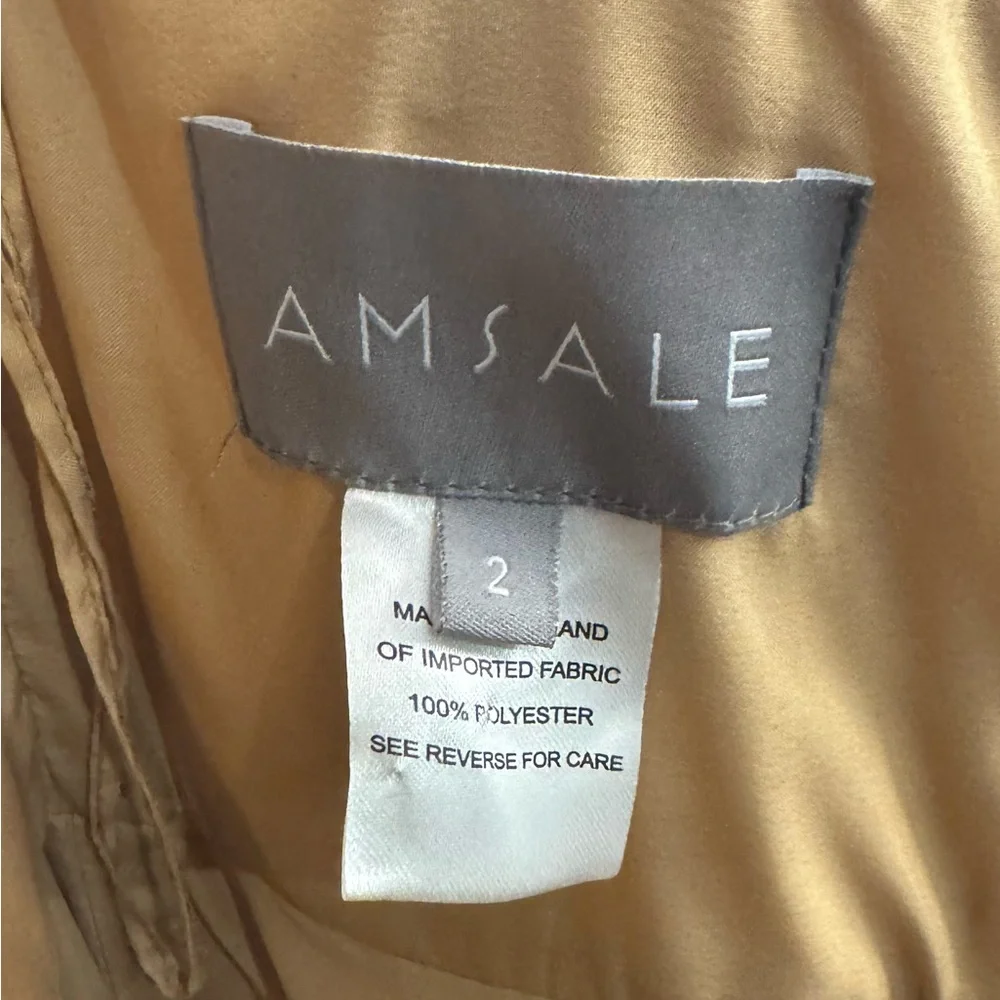 AMSALE
2
MA AND
OF IMPORTED FABRIC
100% POLYESTER
SEE REVERSE FOR CARE